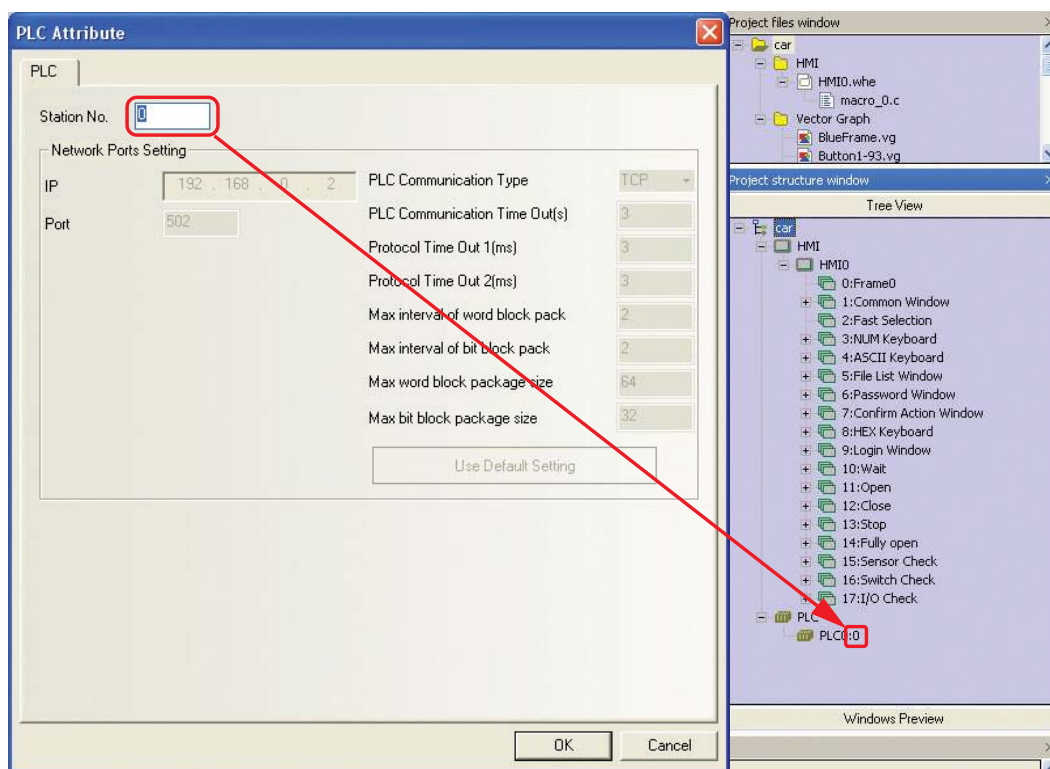 PLC Attribute
PLC
Station No.
0
Network Ports Setting
IP
192 . 168 . 0 . 2
Port
502
PLC Communication Type
TCP
PLC Communication Time Out(s)
3
Protocol Time Out 1(ms)
3
Protocol Time Out 2(ms)
3
Max interval of word block pack
2
Max interval of bit block pack
2
Max word block package size
64
Max bit block package size
32
Use Default Setting
OK
Cancel
Project files window
car
HMI
HMI0.whe
macro_0.c
Vector Graph
BlueFrame.vg
Button1-93.vg
Project structure window
Tree View
car
HMI
HMI0
0:Frame0
1:Common Window
2:Fast Selection
3:NUM Keyboard
4:ASCII Keyboard
5:File List Window
6:Password Window
7:Confirm Action Window
8:HEX Keyboard
9:Login Window
10:Wait
11:Open
12:Close
13:Stop
14:Fully open
15:Sensor Check
16:Switch Check
17:I/O Check
PLC
PLC0:0
Windows Preview